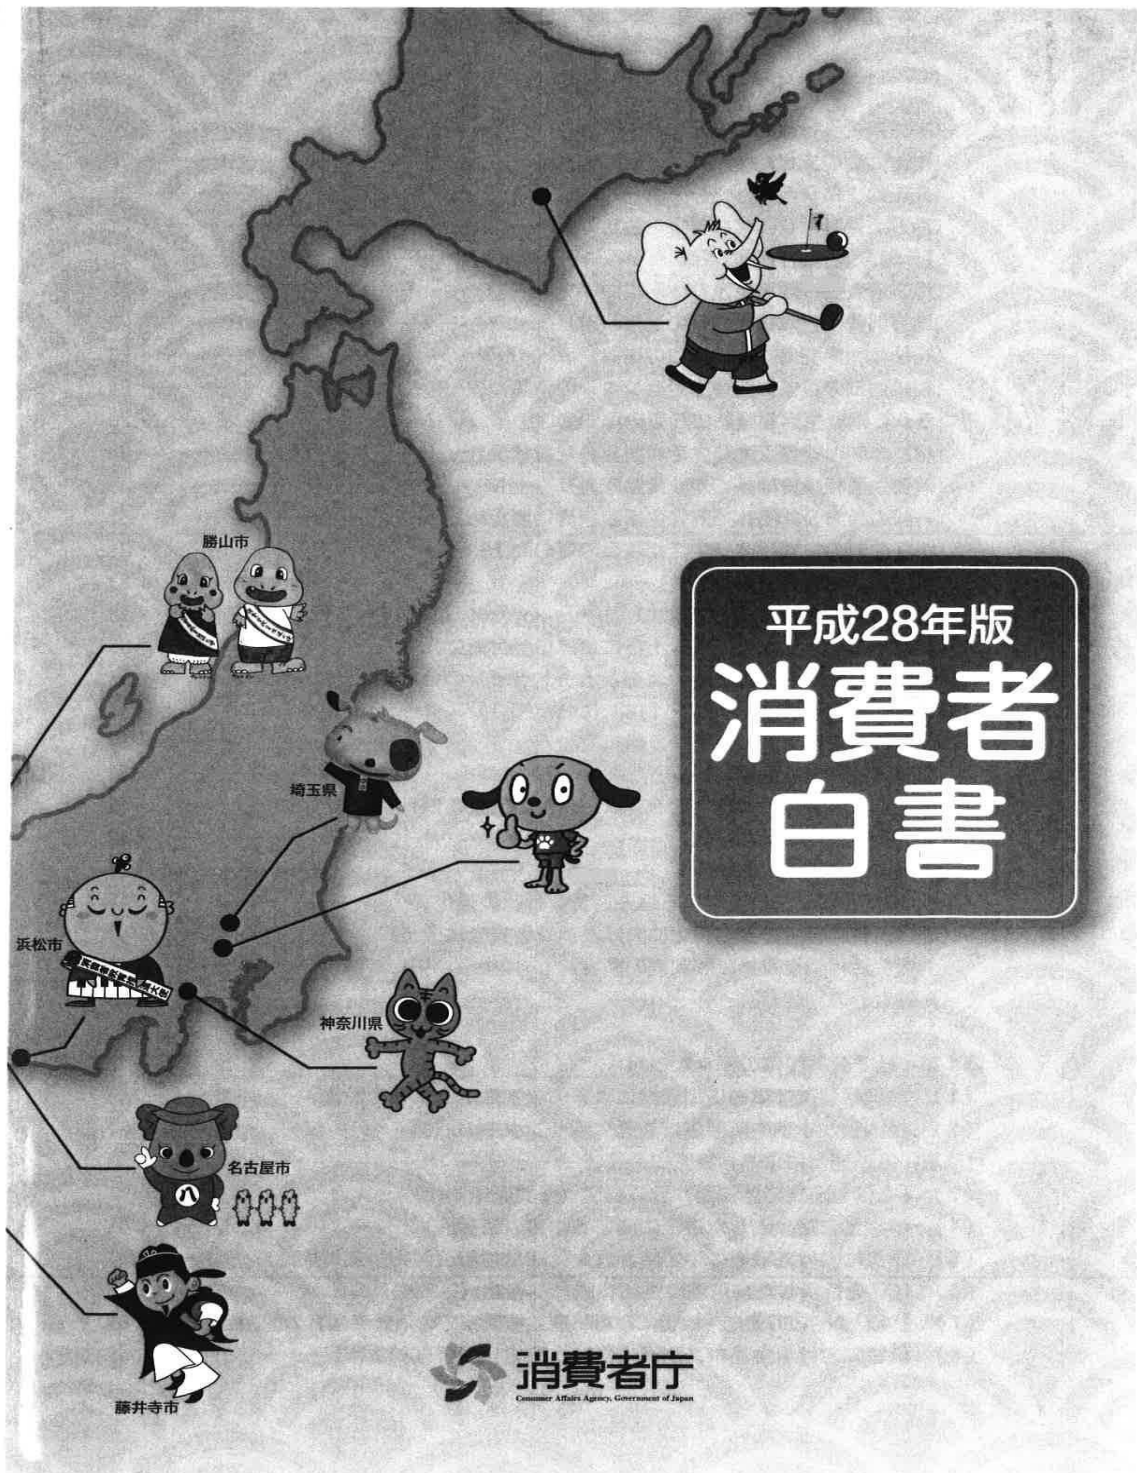 勝山市
平成28年版
消費者
白書
埼玉県
浜松市
神奈川県
名古屋市
八
藤井寺市
消費者庁
Consumer Affairs Agency, Government of Japan